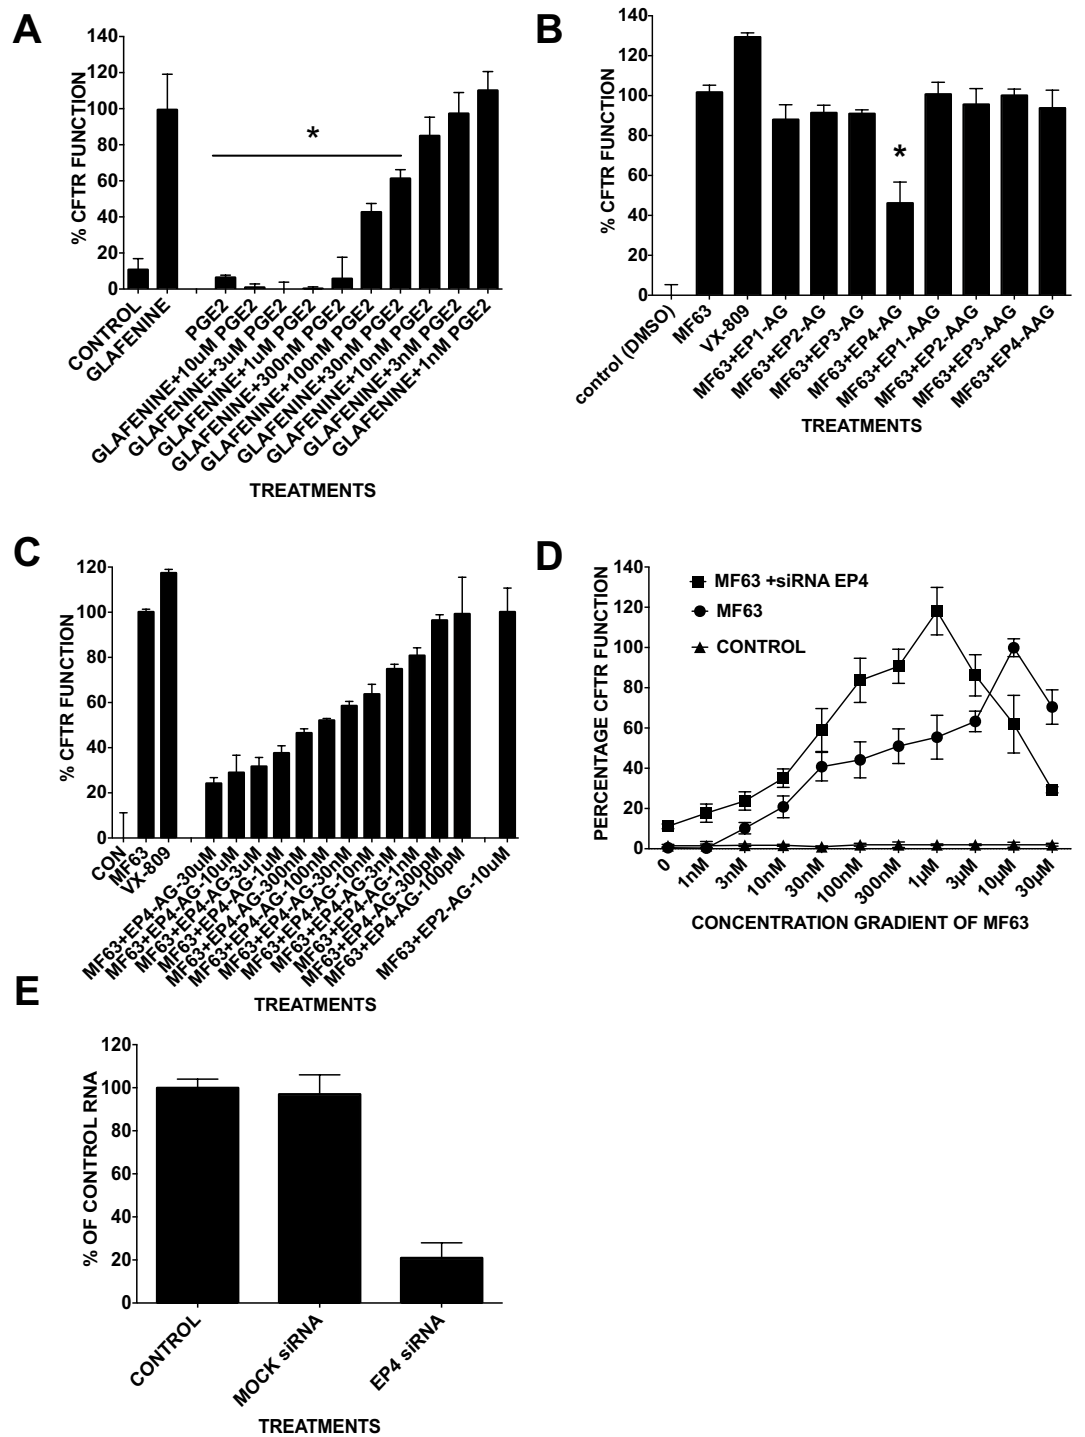 A
% CFTR FUNCTION
140
120
100
80
60
40
20
0
*
CONTROL
GLAFENINE
PGE2
GLAFENINE+10uM PGE2
GLAFENINE+3uM PGE2
GLAFENINE+1uM PGE2
GLAFENINE+300nM PGE2
GLAFENINE+100nM PGE2
GLAFENINE+30nM PGE2
GLAFENINE+10nM PGE2
GLAFENINE+3nM PGE2
GLAFENINE+1nM PGE2
TREATMENTS
B
% CFTR FUNCTION
140
120
100
80
60
40
20
0
*
control (DMSO)
MF63
VX-809
MF63+EP1-AG
MF63+EP2-AG
MF63+EP3-AG
MF63+EP4-AG
MF63+EP1-AAG
MF63+EP2-AAG
MF63+EP3-AAG
MF63+EP4-AAG
TREATMENTS
C
% CFTR FUNCTION
120
100
80
60
40
20
0
CON
MF63
VX-809
MF63+EP4-AG-30uM
MF63+EP4-AG-10uM
MF63+EP4-AG-3uM
MF63+EP4-AG-1uM
MF63+EP4-AG-300nM
MF63+EP4-AG-100nM
MF63+EP4-AG-30nM
MF63+EP4-AG-10nM
MF63+EP4-AG-3nM
MF63+EP4-AG-1nM
MF63+EP4-AG-300pM
MF63+EP4-AG-100pM
MF63+EP2-AG-10uM
TREATMENTS
D
PERCENTAGE CFTR FUNCTION
140
120
100
80
60
40
20
0
MF63 +siRNA EP4
MF63
CONTROL
0
1nM
3nM
10nM
30nM
100nM
300nM
1µM
3µM
10µM
30µM
CONCENTRATION GRADIENT OF MF63
E
% OF CONTROL RNA
120
100
80
60
40
20
0
CONTROL
MOCK siRNA
EP4 siRNA
TREATMENTS